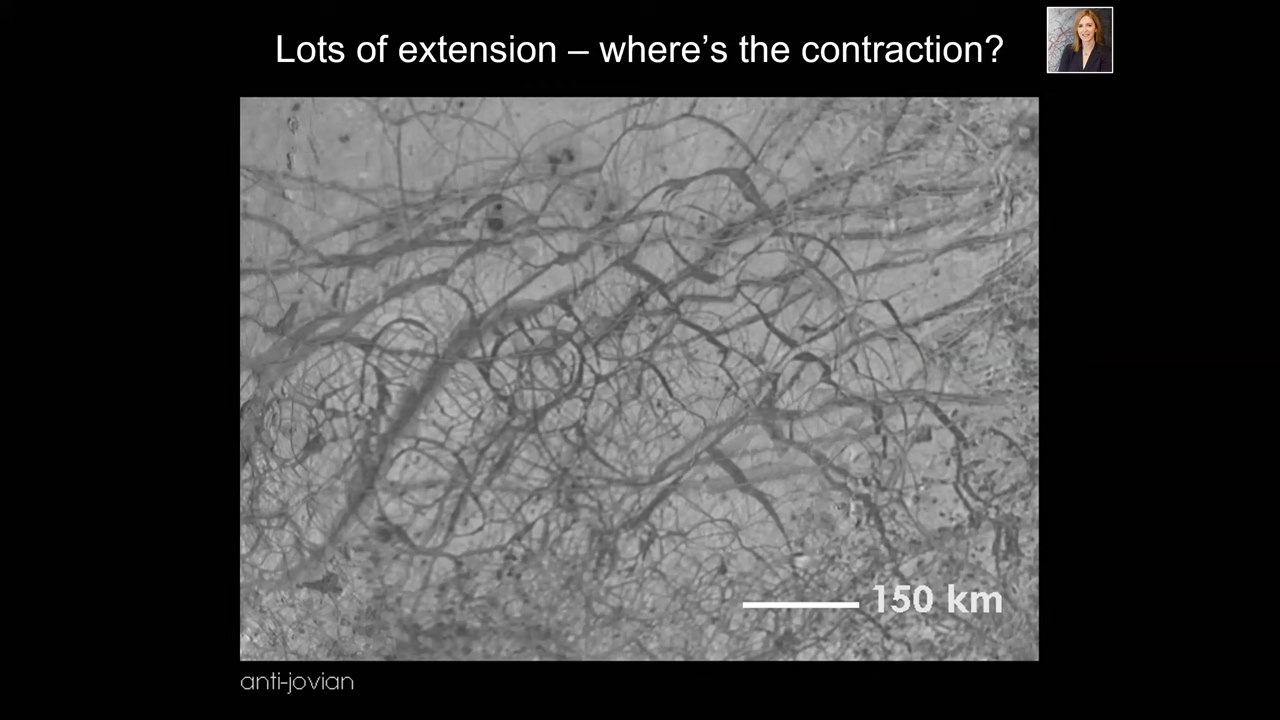 Lots of extension – where's the contraction?
150 km
anti-jovian